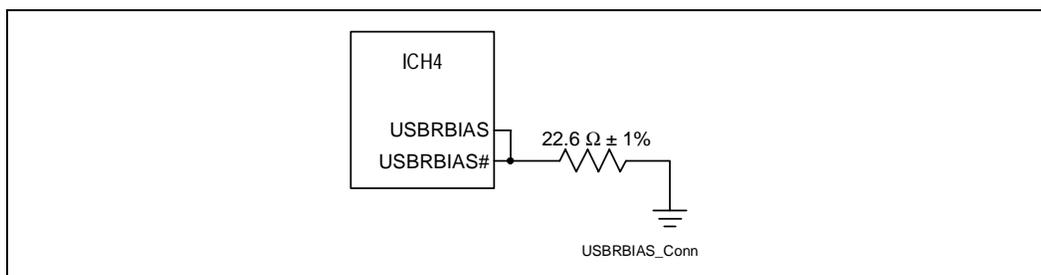 ICH4
USBRBIAS
22.6 Ω ± 1%
USBRBIAS#
USBRBIAS_Conn